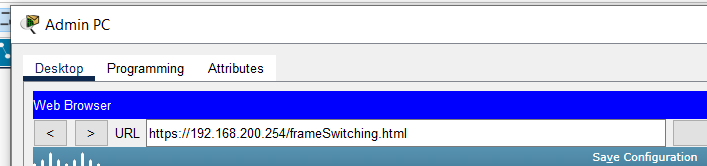 Admin PC
Desktop Programming Attributes
Web Browser
< > URL https://192.168.200.254/frameSwitching.html
Save Configuration